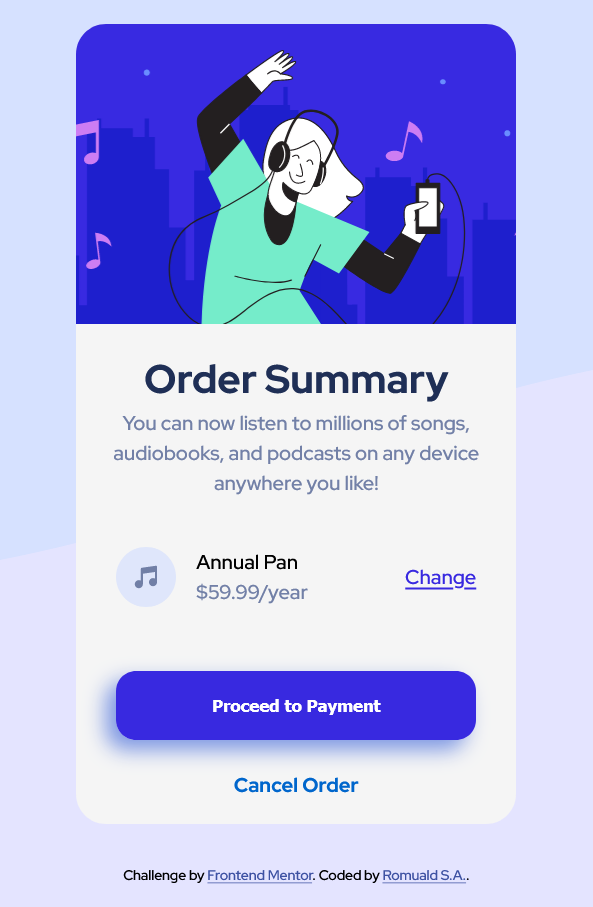 Order Summary
You can now listen to millions of songs,
audiobooks, and podcasts on any device
anywhere you like!
Annual Pan
$59.99/year
Change
Proceed to Payment
Cancel Order
Challenge by Frontend Mentor. Coded by Romuald S.A..